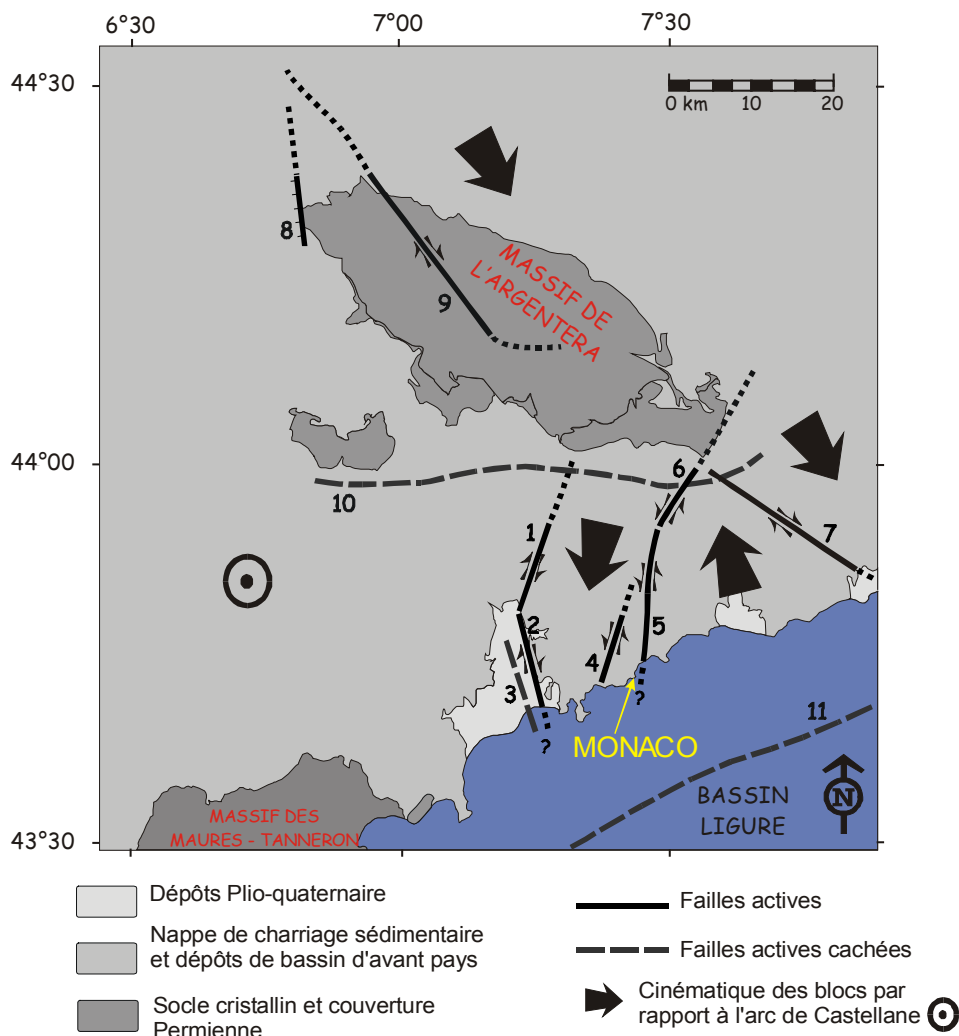 6°30 7°00 7°30
44°30
0 km 10 20
MASSIF DE
L'ARGENTERA
8
9
44°00
6
10
1
7
2
5
4
3
?
?
11
MONACO
BASSIN
LIGURE
N
43°30
MASSIF DES
MAURES - TANNERON
Dépôts Plio-quaternaire
Nappe de charriage sédimentaire
et dépôts de bassin d'avant pays
Socle cristallin et couverture
Permienne
Failles actives
Failles actives cachées
Cinématique des blocs par
rapport à l'arc de Castellane